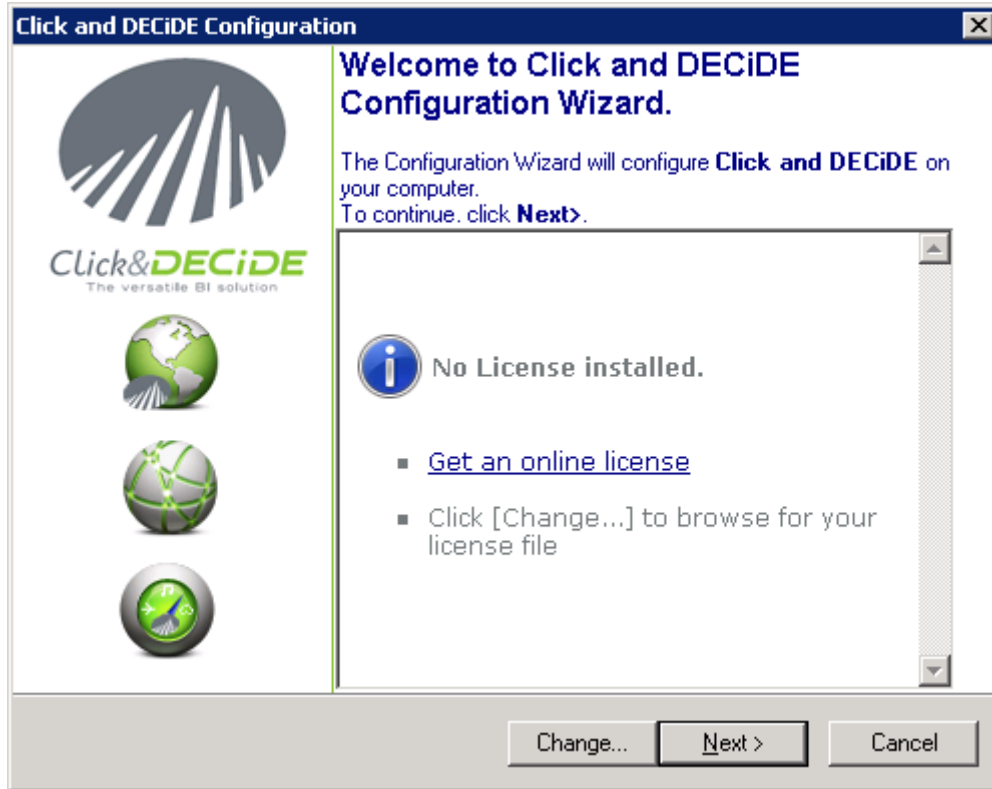 Click and DECiDE Configuration
Welcome to Click and DECiDE
Configuration Wizard.
The Configuration Wizard will configure Click and DECiDE on
your computer.
To continue, click Next>.
Click&DECiDE
The versatile BI solution
No License installed.
Get an online license
Click [Change...] to browse for your
license file
Change...
Next >
Cancel